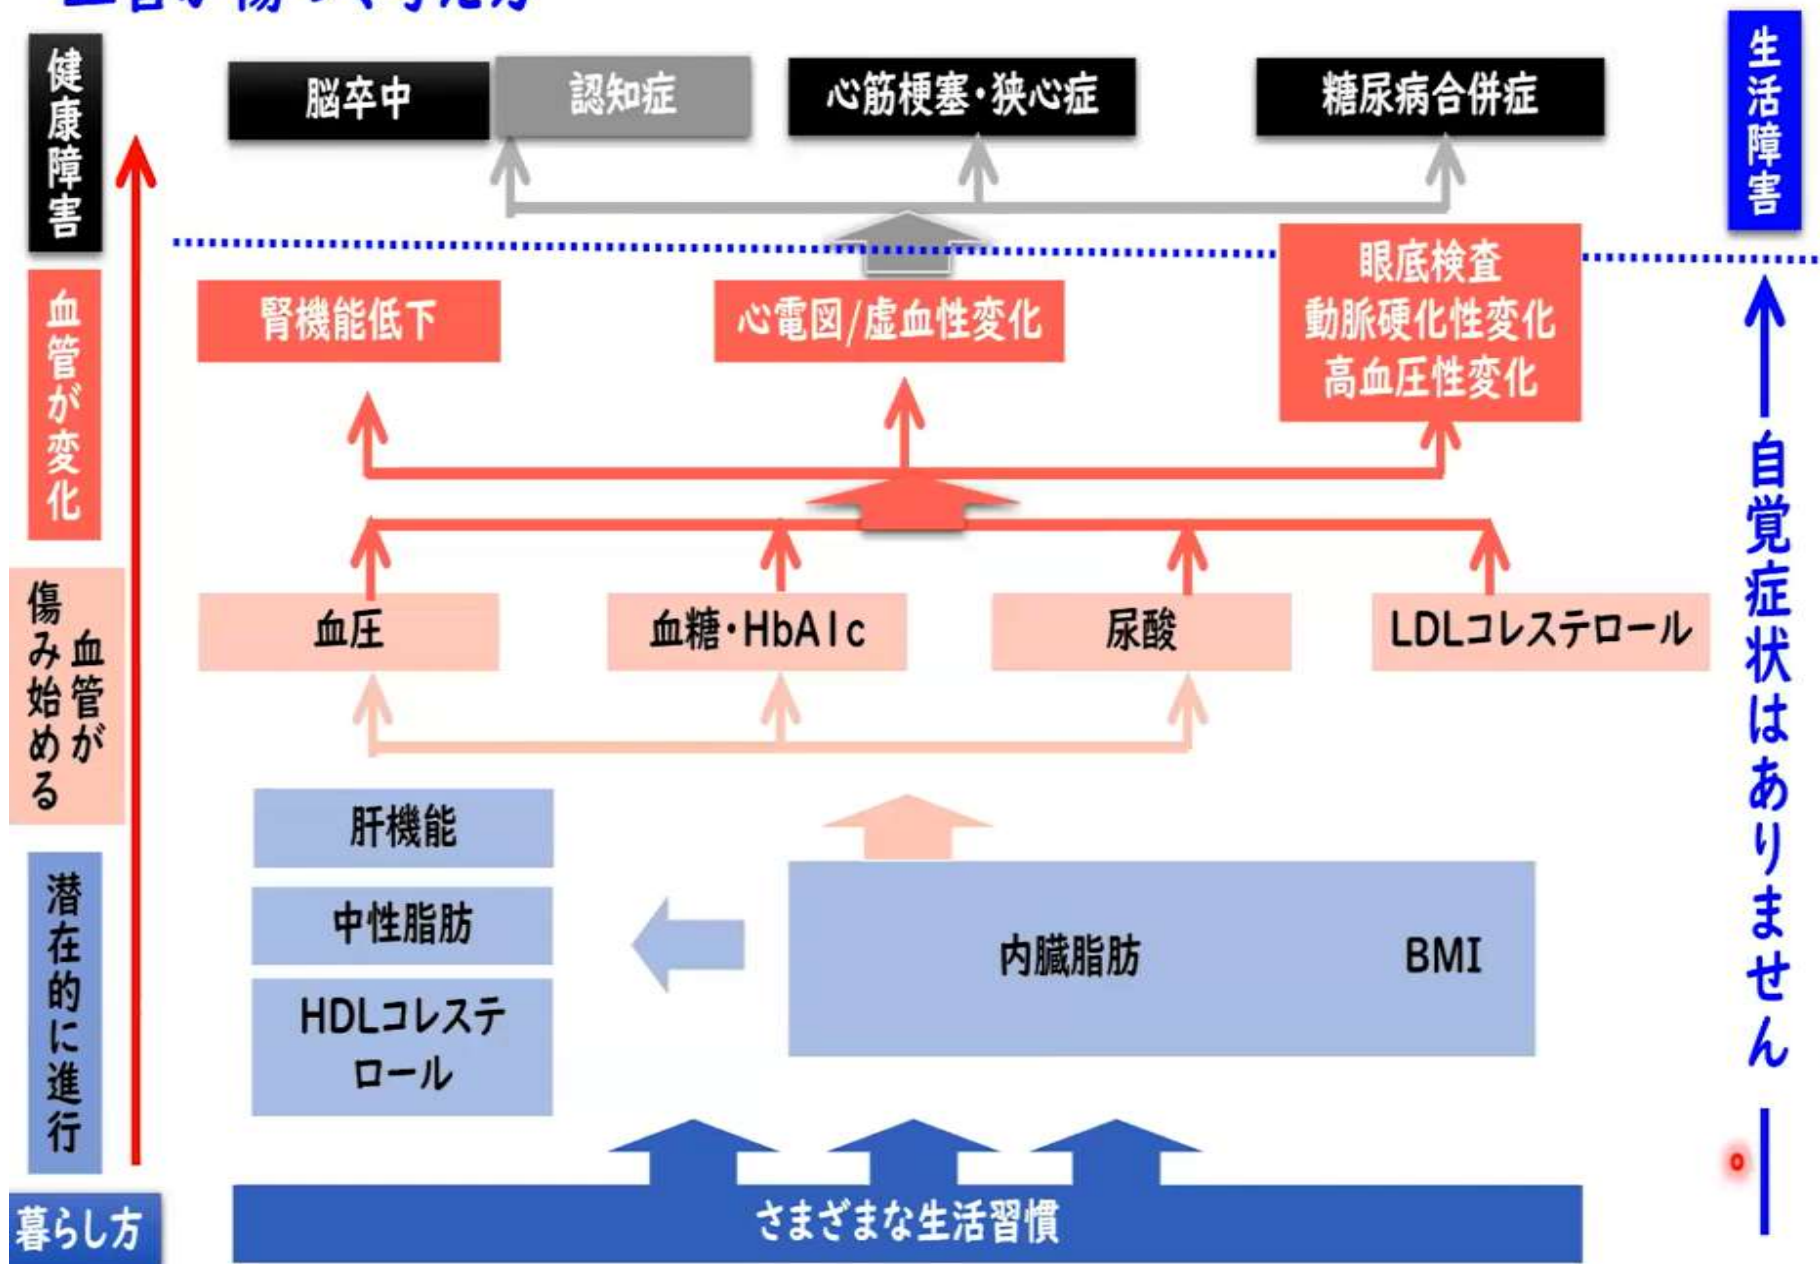 健康障害
脳卒中
認知症
心筋梗塞・狭心症
糖尿病合併症
生活障害
血管が変化
腎機能低下
心電図/虚血性変化
眼底検査
動脈硬化性変化
高血圧性変化
自覚症状はありません
血管が
傷み始める
血圧
血糖・HbA1c
尿酸
LDLコレステロール
潜在的に進行
肝機能
中性脂肪
HDLコレステ
ロール
内臓脂肪
BMI
暮らし方
さまざまな生活習慣